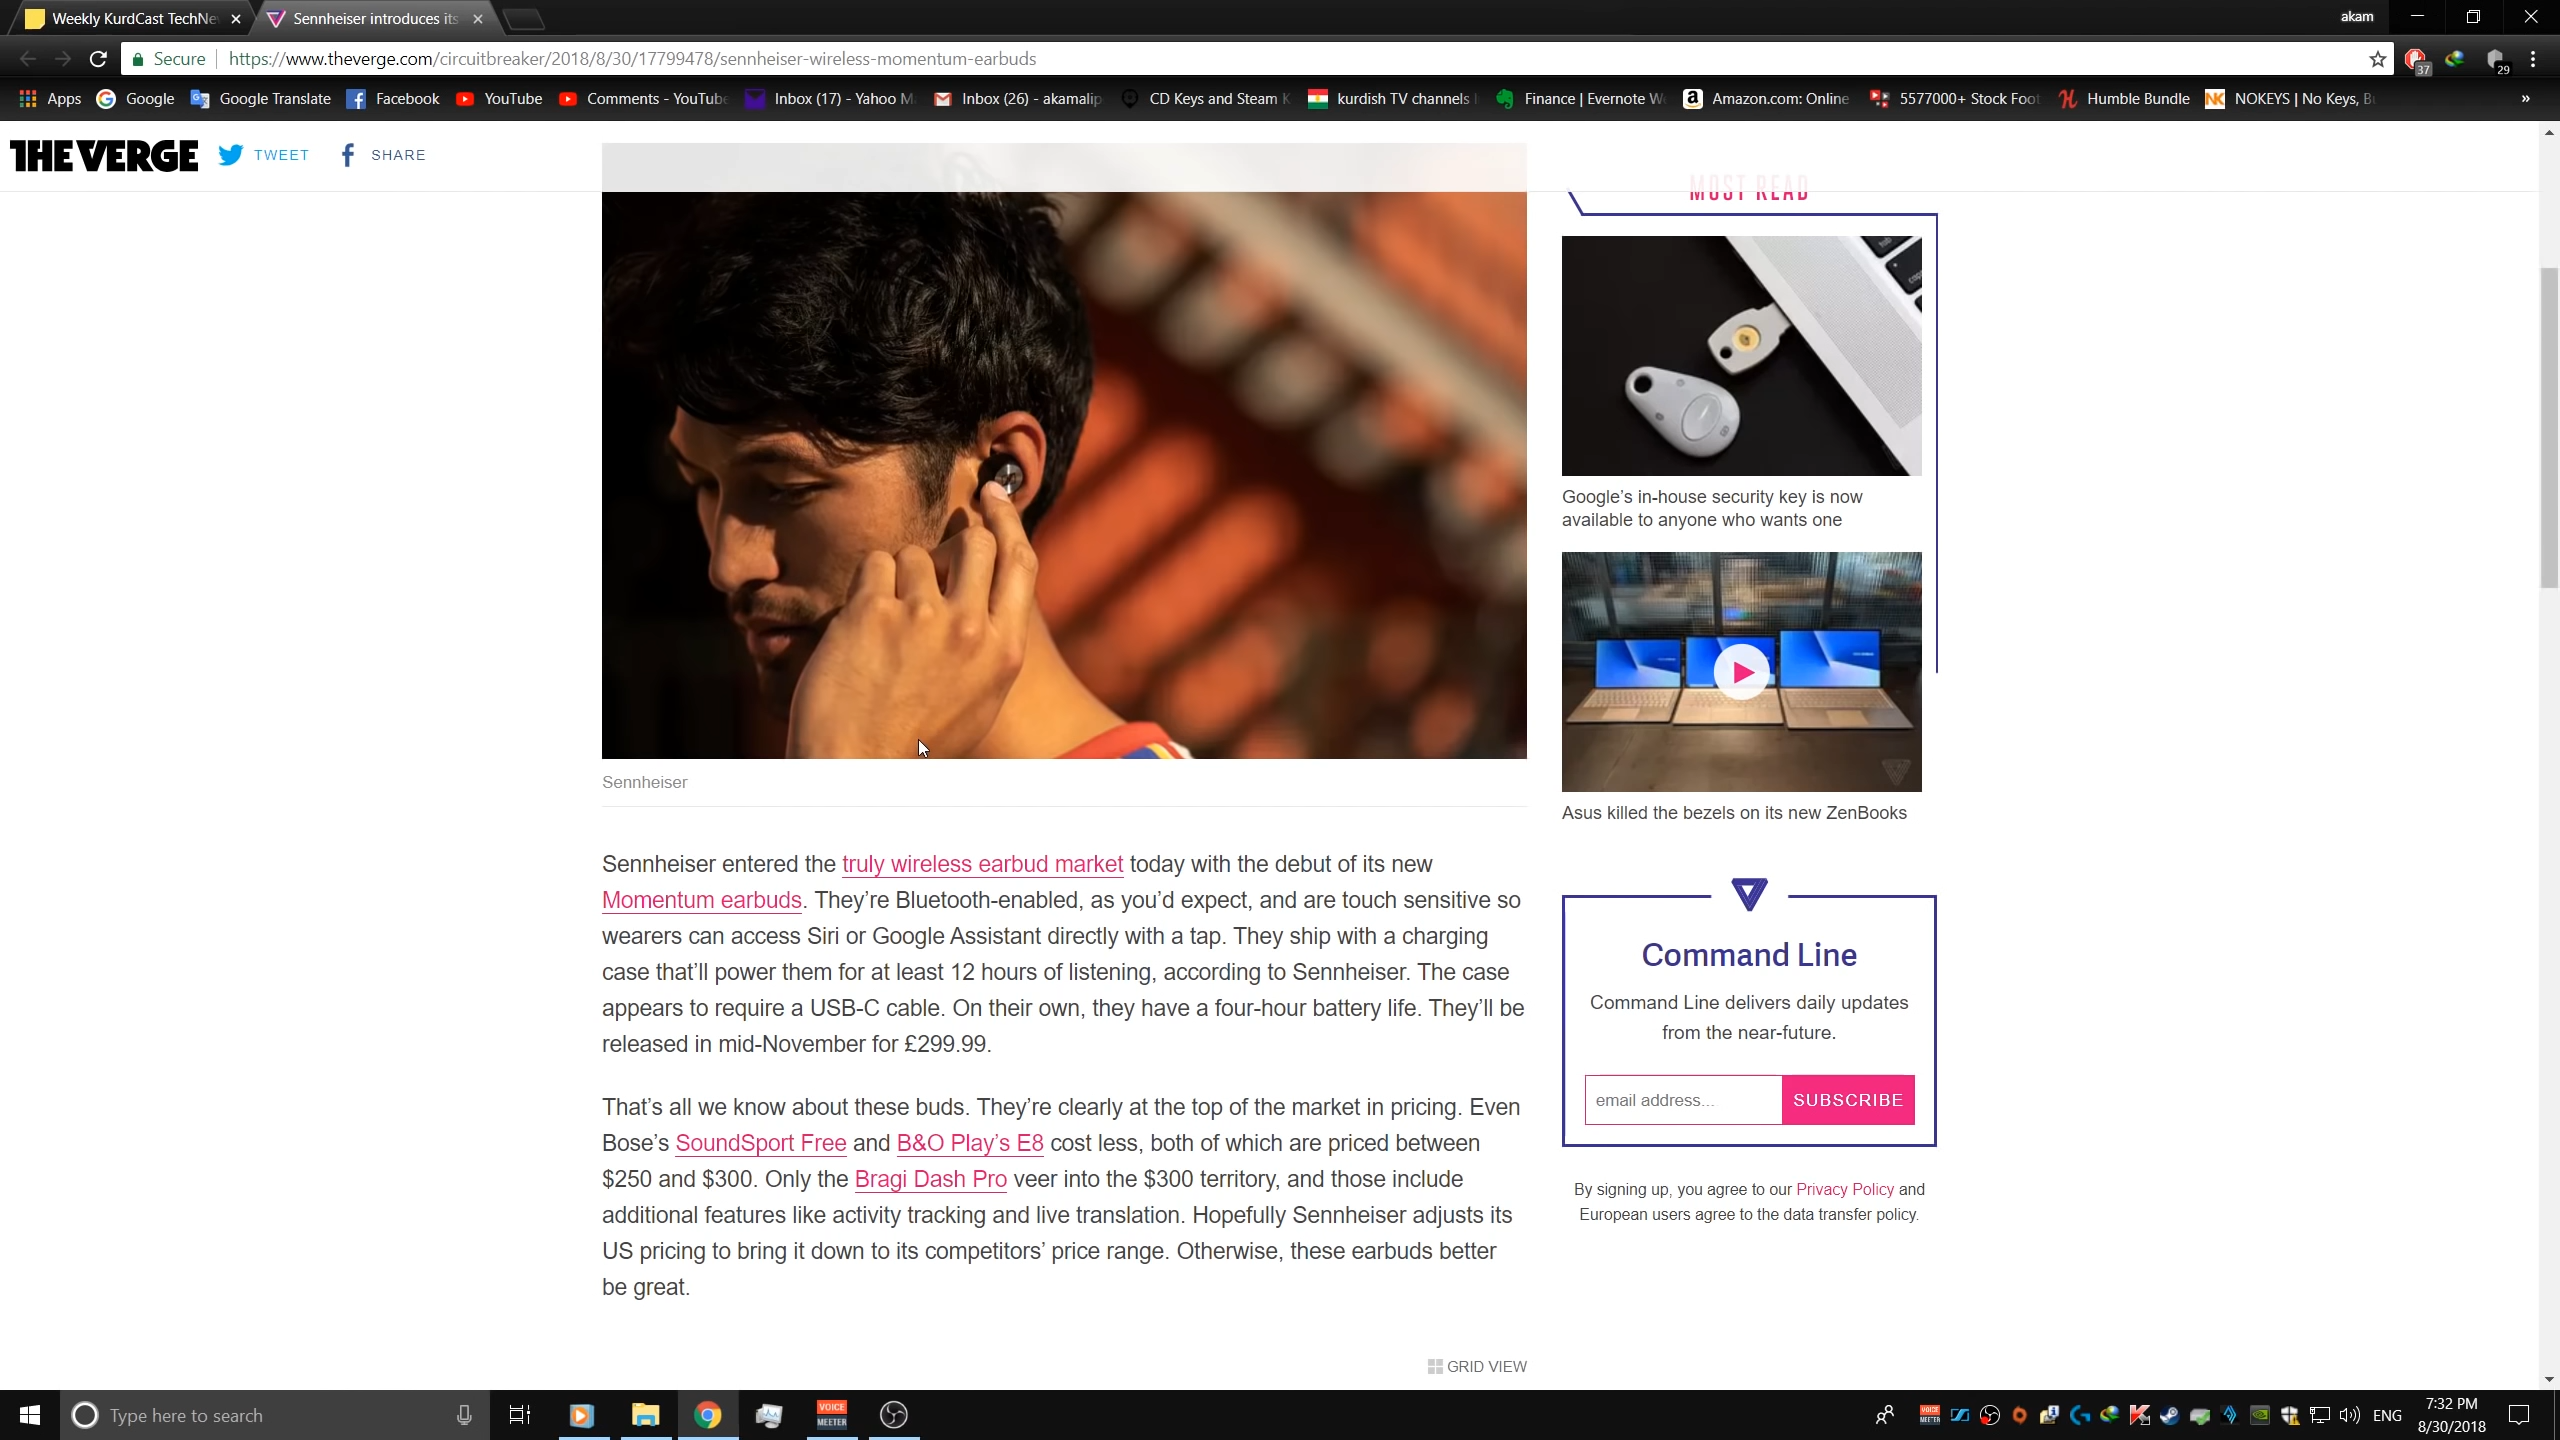 Weekly KurdCast TechNe
Sennheiser introduces its
akam
Secure
https://www.theverge.com/circuitbreaker/2018/8/30/17799478/sennheiser-wireless-momentum-earbuds
37
29
Apps
Google
Google Translate
Facebook
YouTube
Comments - YouTube
Inbox (17) - Yahoo M
Inbox (26) - akamalip
CD Keys and Steam K
kurdish TV channels
Finance | Evernote W
Amazon.com: Online
5577000+ Stock Foot
Humble Bundle
NOKEYS | No Keys, B
»
THE VERGE
TWEET
SHARE
MOST READ
Google’s in-house security key is now
available to anyone who wants one
Asus killed the bezels on its new ZenBooks
Sennheiser
Sennheiser entered the truly wireless earbud market today with the debut of its new
Momentum earbuds. They’re Bluetooth-enabled, as you’d expect, and are touch sensitive so
wearers can access Siri or Google Assistant directly with a tap. They ship with a charging
case that’ll power them for at least 12 hours of listening, according to Sennheiser. The case
appears to require a USB-C cable. On their own, they have a four-hour battery life. They’ll be
released in mid-November for £299.99.
That’s all we know about these buds. They’re clearly at the top of the market in pricing. Even
Bose’s SoundSport Free and B&O Play’s E8 cost less, both of which are priced between
$250 and $300. Only the Bragi Dash Pro veer into the $300 territory, and those include
additional features like activity tracking and live translation. Hopefully Sennheiser adjusts its
US pricing to bring it down to its competitors’ price range. Otherwise, these earbuds better
be great.
GRID VIEW
Command Line
Command Line delivers daily updates
from the near-future.
email address...
SUBSCRIBE
By signing up, you agree to our Privacy Policy and
European users agree to the data transfer policy.
Type here to search
VOICE
MEETER
ENG
7:32 PM
8/30/2018